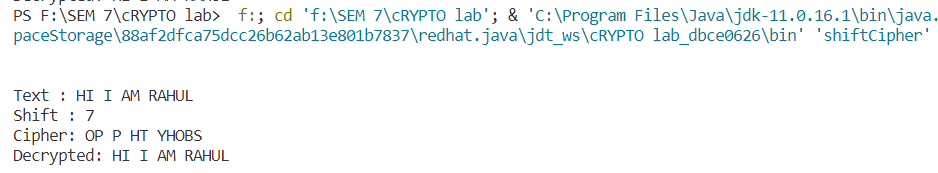 PS F:\SEM 7\cRYPTO lab>  f:; cd 'f:\SEM 7\cRYPTO lab'; & 'C:\Program Files\Java\jdk-11.0.16.1\bin\java.
paceStorage\88af2dfca75dcc26b62ab13e801b7837\redhat.java\jdt_ws\cRYPTO lab_dbce0626\bin' 'shiftCipher'
Text : HI I AM RAHUL
Shift : 7
Cipher: OP P HT YHOBS
Decrypted: HI I AM RAHUL